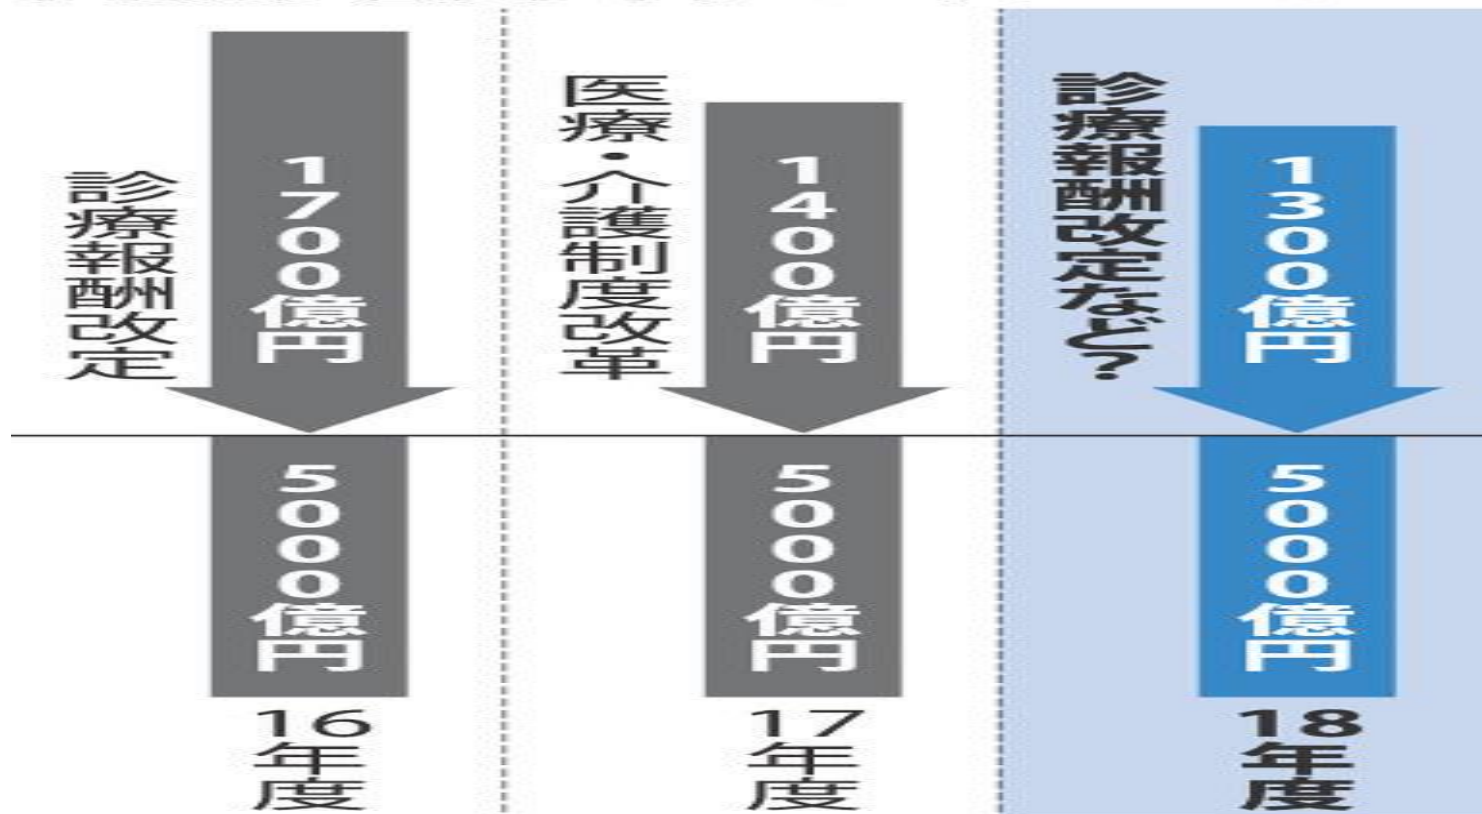 診療報酬改定
1700億円
5000億円
16年度
医療・介護制度改革
1400億円
5000億円
17年度
診療報酬改定など？
1300億円
5000億円
18年度